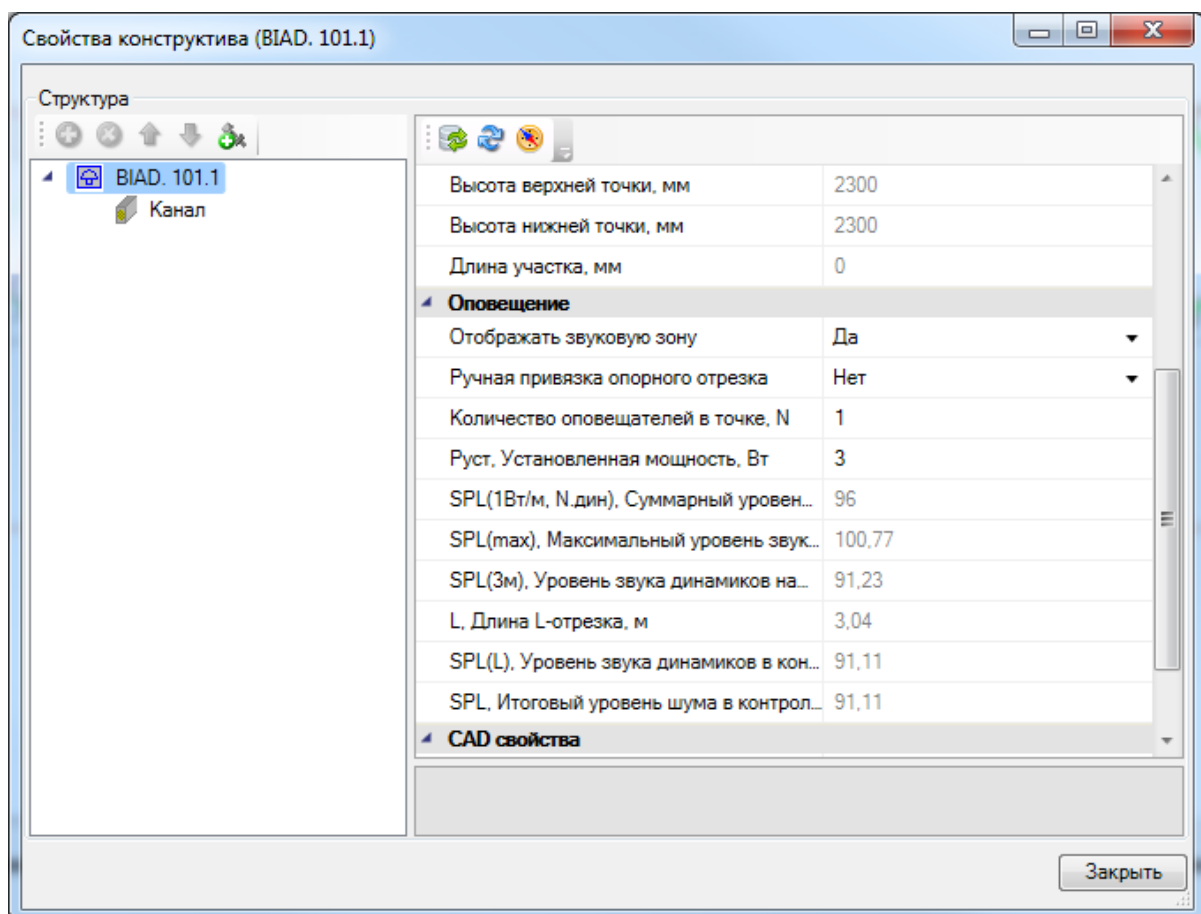 Свойства конструктива (BIAD. 101.1)
Структура
BIAD. 101.1
Канал
Высота верхней точки, мм 2300
Высота нижней точки, мм 2300
Длина участка, мм 0
Оповещение
Отображать звуковую зону Да
Ручная привязка опорного отрезка Нет
Количество оповещателей в точке, N 1
Pуст, Установленная мощность, Вт 3
SPL(1Вт/м, N.дин), Суммарный уровен... 96
SPL(max), Максимальный уровень звук... 100,77
SPL(3м), Уровень звука динамиков на... 91,23
L, Длина L-отрезка, м 3,04
SPL(L), Уровень звука динамиков в кон... 91,11
SPL, Итоговый уровень шума в контрол... 91,11
CAD свойства
Закрыть